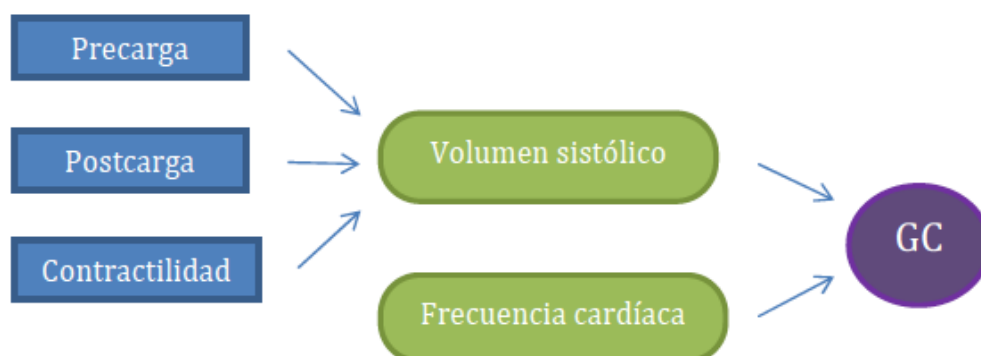 Precarga
Postcarga
Contractilidad
Volumen sistólico
Frecuencia cardíaca
GC